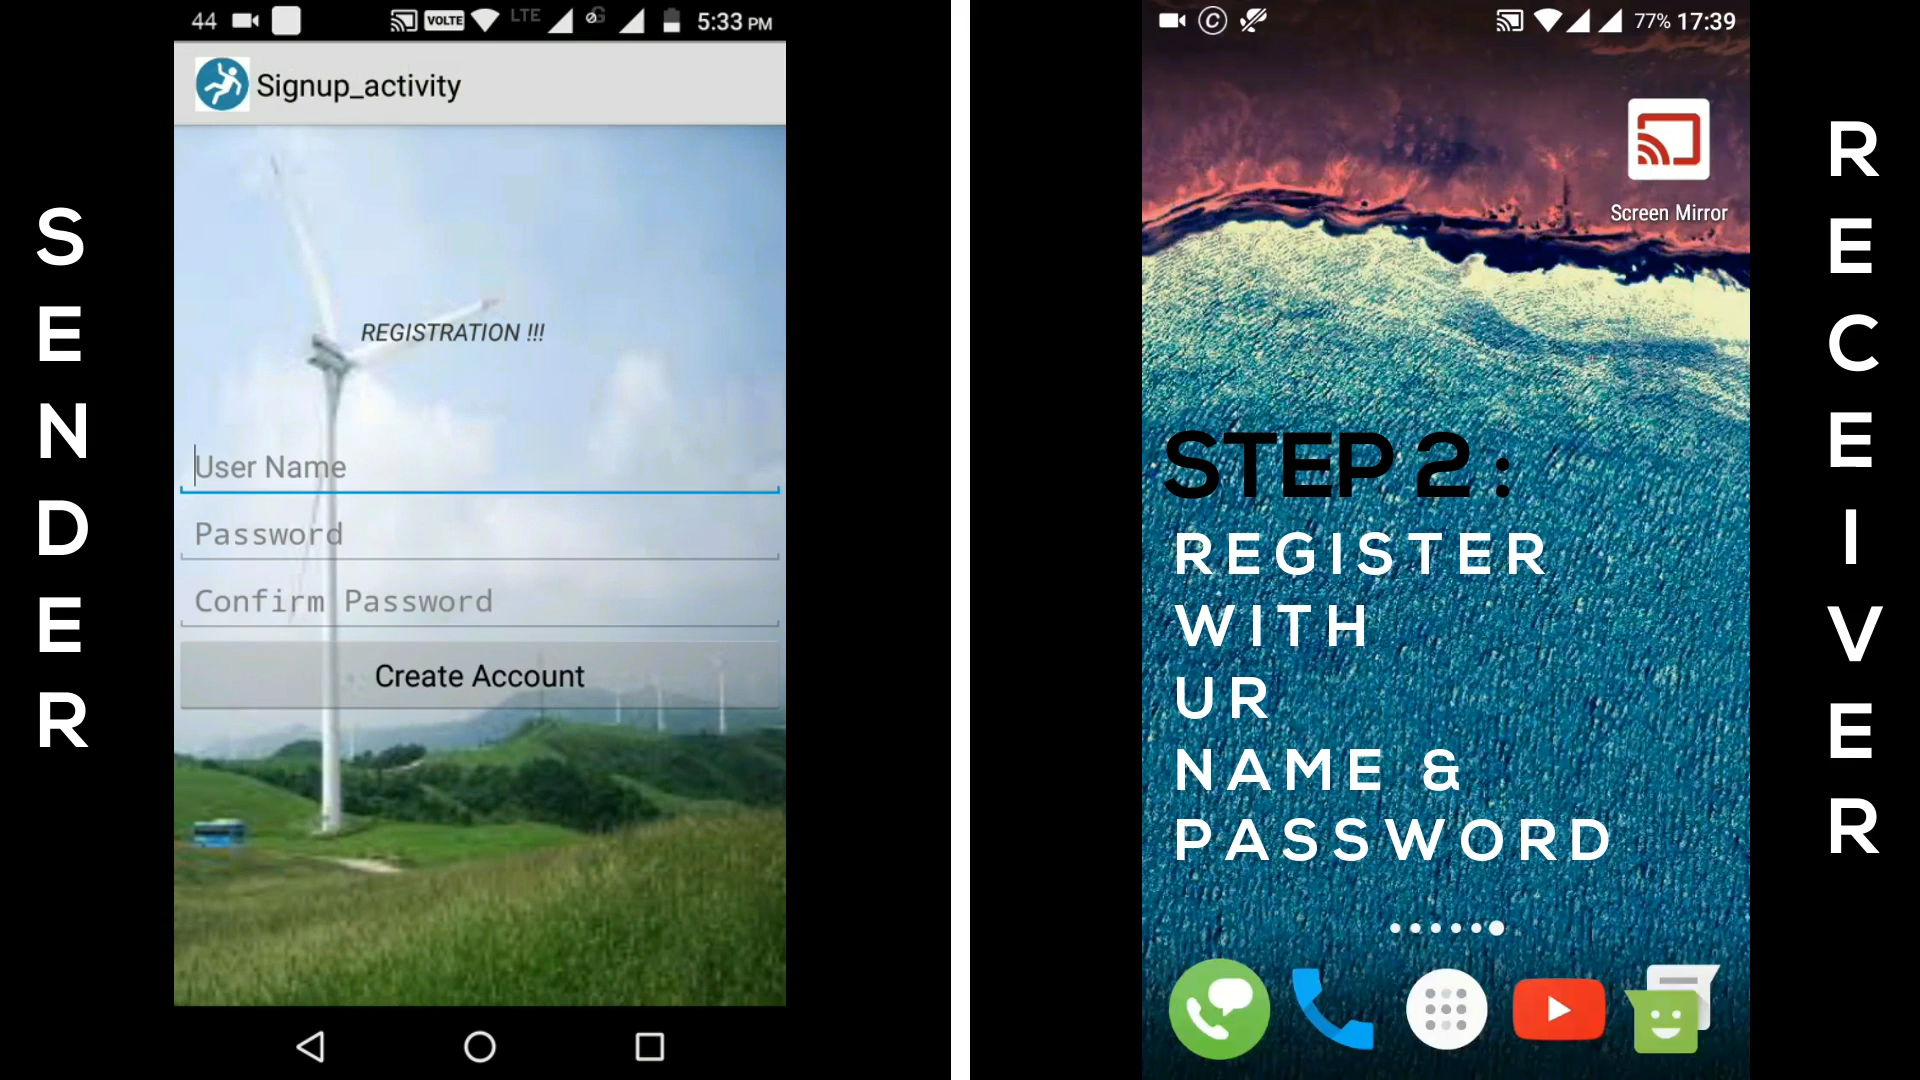 SENDER
44 VOLTE LTE G 5:33 PM
Signup_activity
REGISTRATION !!!
User Name
Password
Confirm Password
Create Account
C 77% 17:39
Screen Mirror
STEP 2 :
REGISTER
WITH
UR
NAME &
PASSWORD
RECEIVER